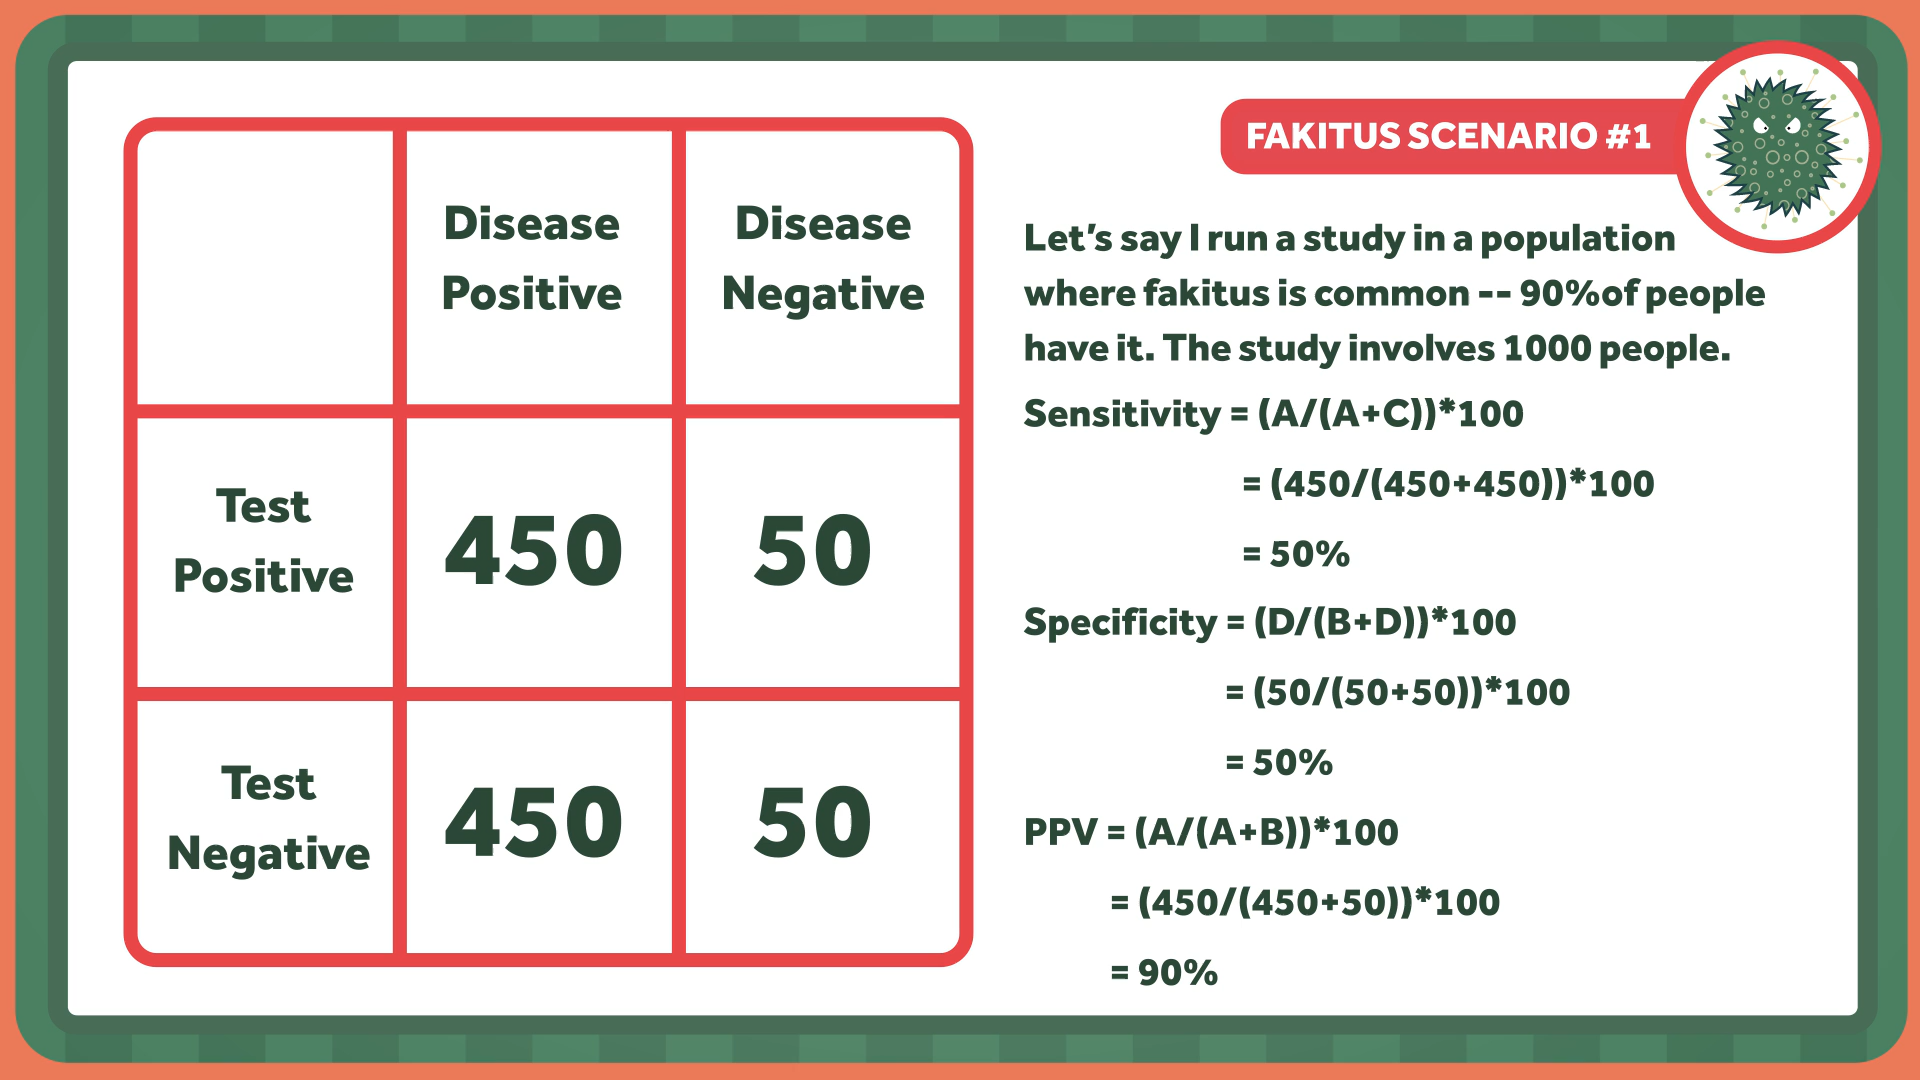 Disease
Positive
Disease
Negative
Test
Positive
450
50
Test
Negative
450
50
FAKITUS SCENARIO #1
Let’s say I run a study in a population
where fakitus is common -- 90%of people
have it. The study involves 1000 people.
Sensitivity = (A/(A+C))*100
= (450/(450+450))*100
= 50%
Specificity = (D/(B+D))*100
= (50/(50+50))*100
= 50%
PPV = (A/(A+B))*100
= (450/(450+50))*100
= 90%